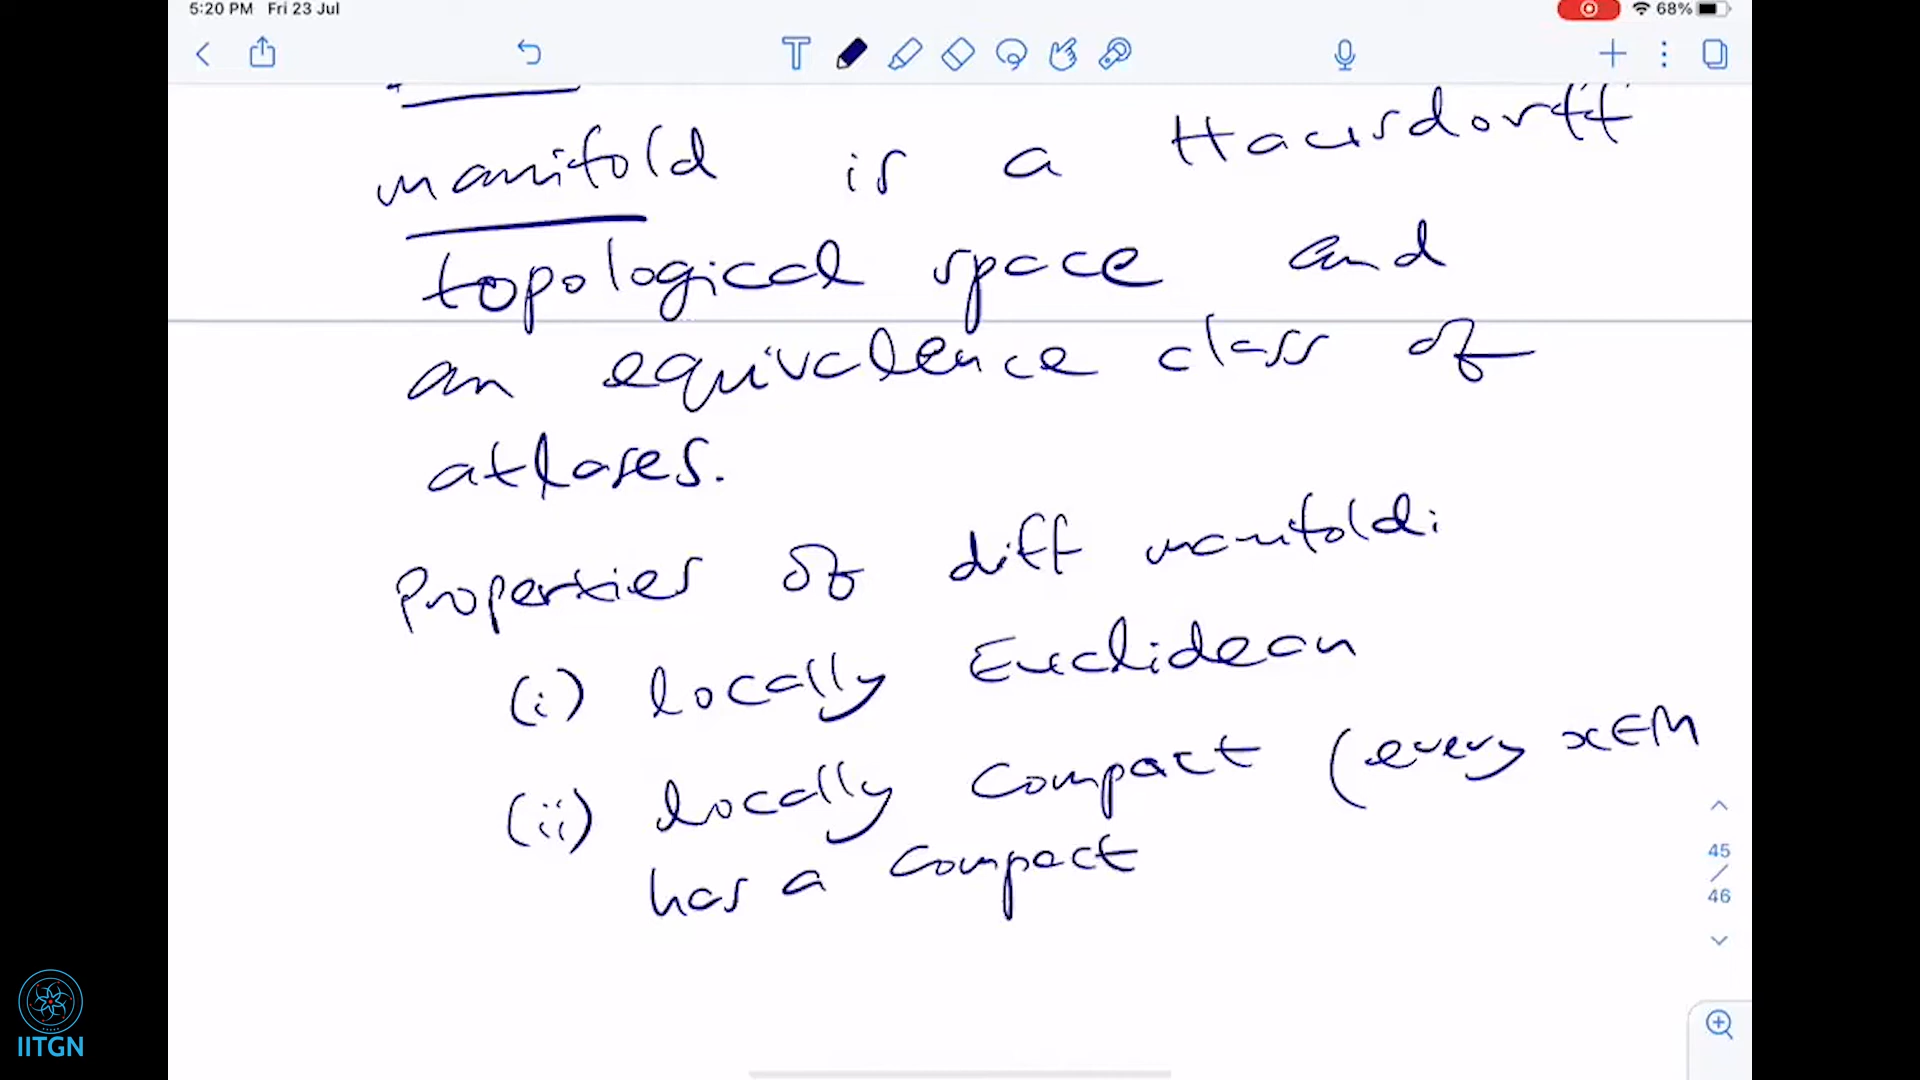 5:20 PM Fri 23 Jul
68%
manifold is a Hausdorff
topological space and
an equivalence class of
atlases.
Properties of diff manifold:
(i) locally Euclidean
(ii) locally compact (every x∈M
has a compact
45
/
46
IITGN